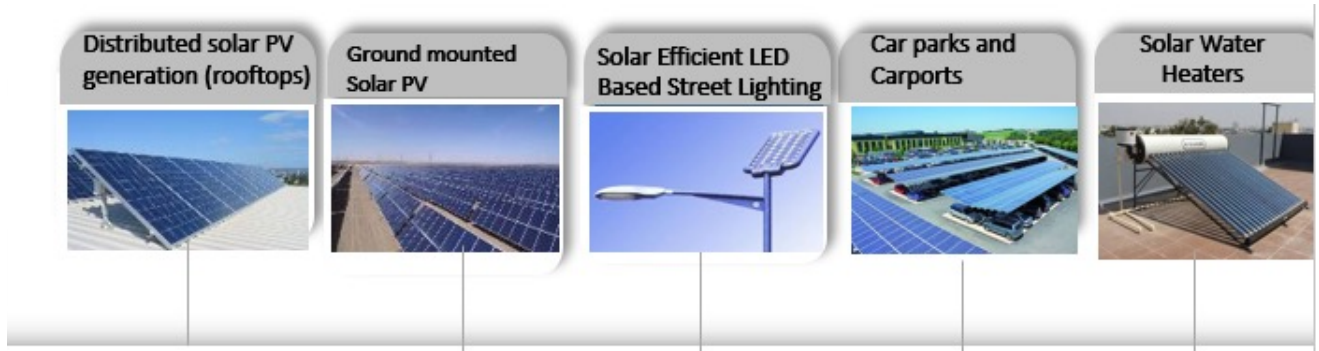 Distributed solar PV
generation (rooftops)
Ground mounted
Solar PV
Solar Efficient LED
Based Street Lighting
Car parks and
Carports
Solar Water
Heaters